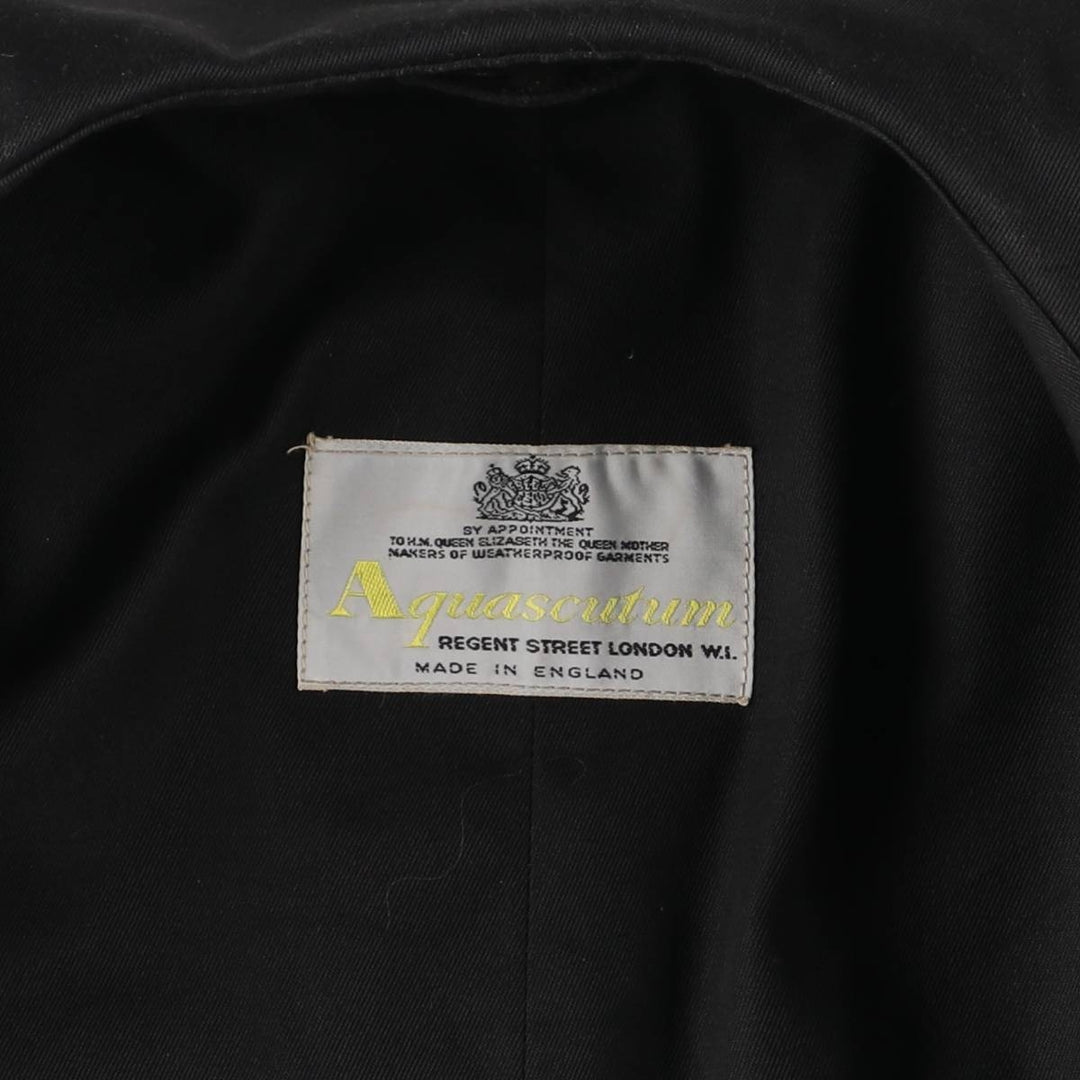 BY APPOINTMENT
TO H.M. QUEEN ELIZABETH THE QUEEN MOTHER
MAKERS OF WEATHERPROOF GARMENTS
Aquascutum
REGENT STREET LONDON W.I.
MADE IN ENGLAND